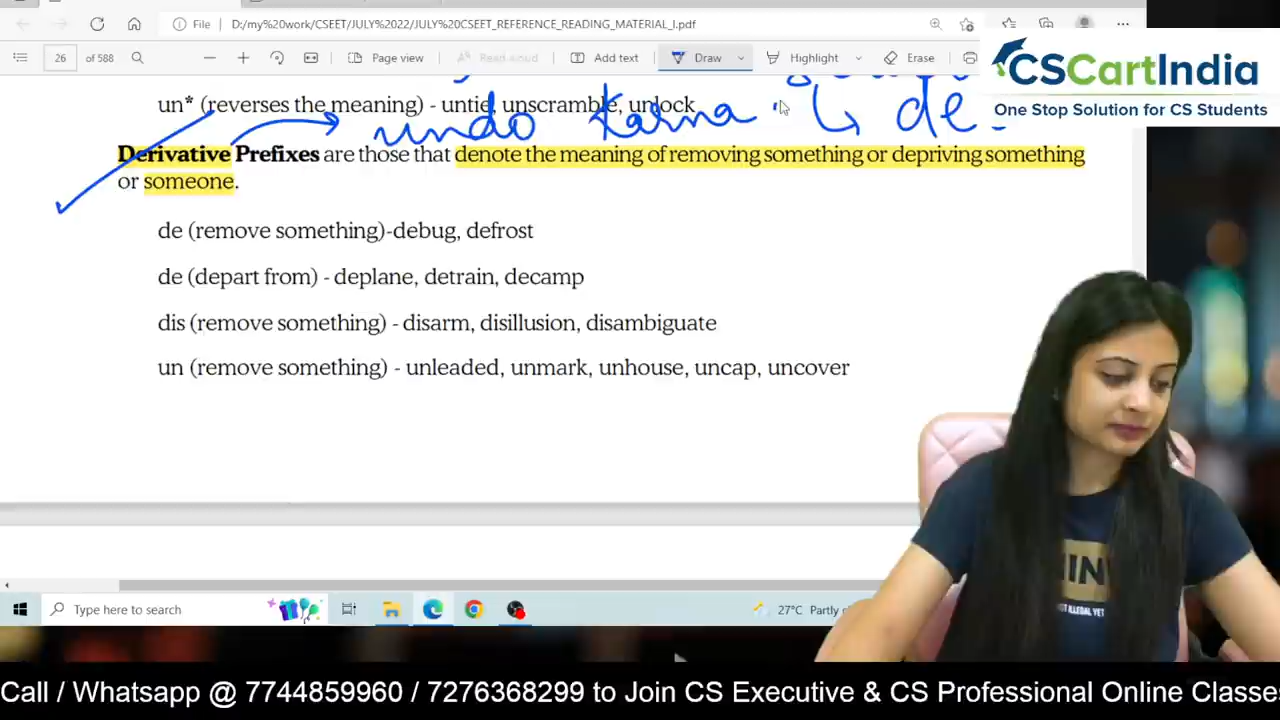 File D:/my%20work/CSEET/JULY%2022/JULY%20CSEET_REFERENCE_READING_MATERIAL_I.pdf
26 of 588 Page view Read aloud Add text Draw Highlight Erase
CSCartIndia
One Stop Solution for CS Students
un* (reverses the meaning) - untie, unscramble, unlock
undo karna de.
Derivative Prefixes are those that denote the meaning of removing something or depriving something
or someone.
de (remove something)-debug, defrost
de (depart from) - deplane, detrain, decamp
dis (remove something) - disarm, disillusion, disambiguate
un (remove something) - unleaded, unmark, unhouse, uncap, uncover
Type here to search
27°C Partly
Call / Whatsapp @ 7744859960 / 7276368299 to Join CS Executive & CS Professional Online Classes